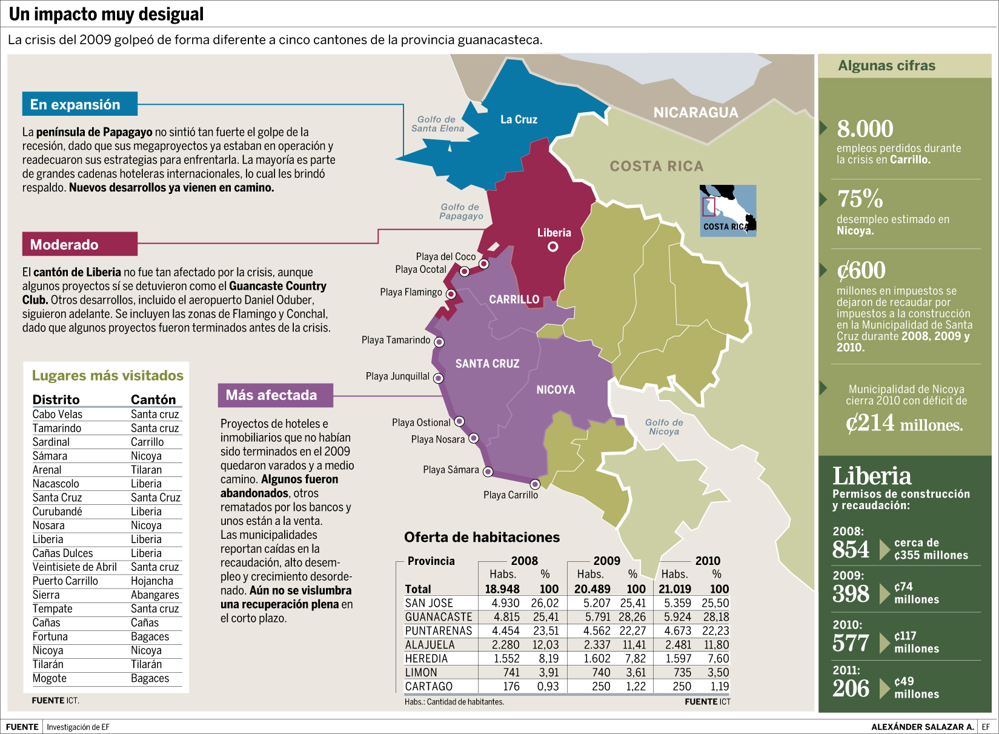 Un impacto muy desigual
La crisis del 2009 golpeó de forma diferente a cinco cantones de la provincia guanacasteca.
En expansión
La península de Papagayo no sintió tan fuerte el golpe de la
recesión, dado que sus megaproyectos ya estaban en operación y
readecuaron sus estrategias para enfrentarla. La mayoría es parte
de grandes cadenas hoteleras internacionales, lo cual les brindó
respaldo. Nuevos desarrollos ya vienen en camino.
Moderado
El cantón de Liberia no fue tan afectado por la crisis, aunque
algunos proyectos sí se detuvieron como el Guancaste Country
Club. Otros desarrollos, incluido el aeropuerto Daniel Oduber,
siguieron adelante. Se incluyen las zonas de Flamingo y Conchal,
dado que algunos proyectos fueron terminados antes de la crisis.
Lugares más visitados
Distrito Cantón
Cabo Velas Santa cruz
Tamarindo Santa cruz
Sardinal Carrillo
Sámara Nicoya
Arenal Tilaran
Nacascolo Liberia
Santa Cruz Santa Cruz
Curubandé Liberia
Nosara Nicoya
Liberia Liberia
Cañas Dulces Liberia
Veintisiete de Abril Santa cruz
Puerto Carrillo Hojancha
Sierra Abangares
Tempate Santa cruz
Cañas Cañas
Fortuna Bagaces
Nicoya Nicoya
Tilarán Tilarán
Mogote Bagaces
FUENTE ICT.
Más afectada
Proyectos de hoteles e
inmobiliarios que no habían
sido terminados en el 2009
quedaron varados y a medio
camino. Algunos fueron
abandonados, otros
rematados por los bancos y
unos están a la venta.
Las municipalidades
reportan caídas en la
recaudación, alto desem-
pleo y crecimiento desorde-
nado. Aún no se vislumbra
una recuperación plena en
el corto plazo.
NICARAGUA
COSTA RICA
La Cruz
Golfo de
Santa Elena
Golfo de
Papagayo
COSTA RICA
Liberia
Playa del Coco
Playa Ocotal
Playa Flamingo
CARRILLO
Playa Tamarindo
SANTA CRUZ
Playa Junquillal
NICOYA
Playa Ostional
Golfo de
Nicoya
Playa Nosara
Playa Sámara
Playa Carrillo
Oferta de habitaciones
Provincia 2008 2009 2010
Habs. % Habs. % Habs. %
Total 18.948 100 20.489 100 21.019 100
SAN JOSE 4.930 26,02 5.207 25,41 5.359 25,50
GUANACASTE 4.815 25,41 5.791 28,26 5.924 28,18
PUNTARENAS 4.454 23,51 4.562 22,27 4.673 22,23
ALAJUELA 2.280 12,03 2.337 11,41 2.481 11,80
HEREDIA 1.552 8,19 1.602 7,82 1.597 7,60
LIMON 741 3,91 740 3,61 735 3,50
CARTAGO 176 0,93 250 1,22 250 1,19
Habs.: Cantidad de habitantes. FUENTE ICT
Algunas cifras
8.000
empleos perdidos durante
la crisis en Carrillo.
75%
desempleo estimado en
Nicoya.
¢600
millones en impuestos se
dejaron de recaudar por
impuestos a la construcción
en la Municipalidad de Santa
Cruz durante 2008, 2009 y
2010.
Municipalidad de Nicoya
cierra 2010 con déficit de
¢214 millones.
Liberia
Permisos de construcción
y recaudación:
2008:
854 cerca de
¢355 millones
2009:
398 ¢74
millones
2010:
577 ¢117
millones
2011:
206 ¢49
millones
FUENTE Investigación de EF
ALEXÁNDER SALAZAR A. EF